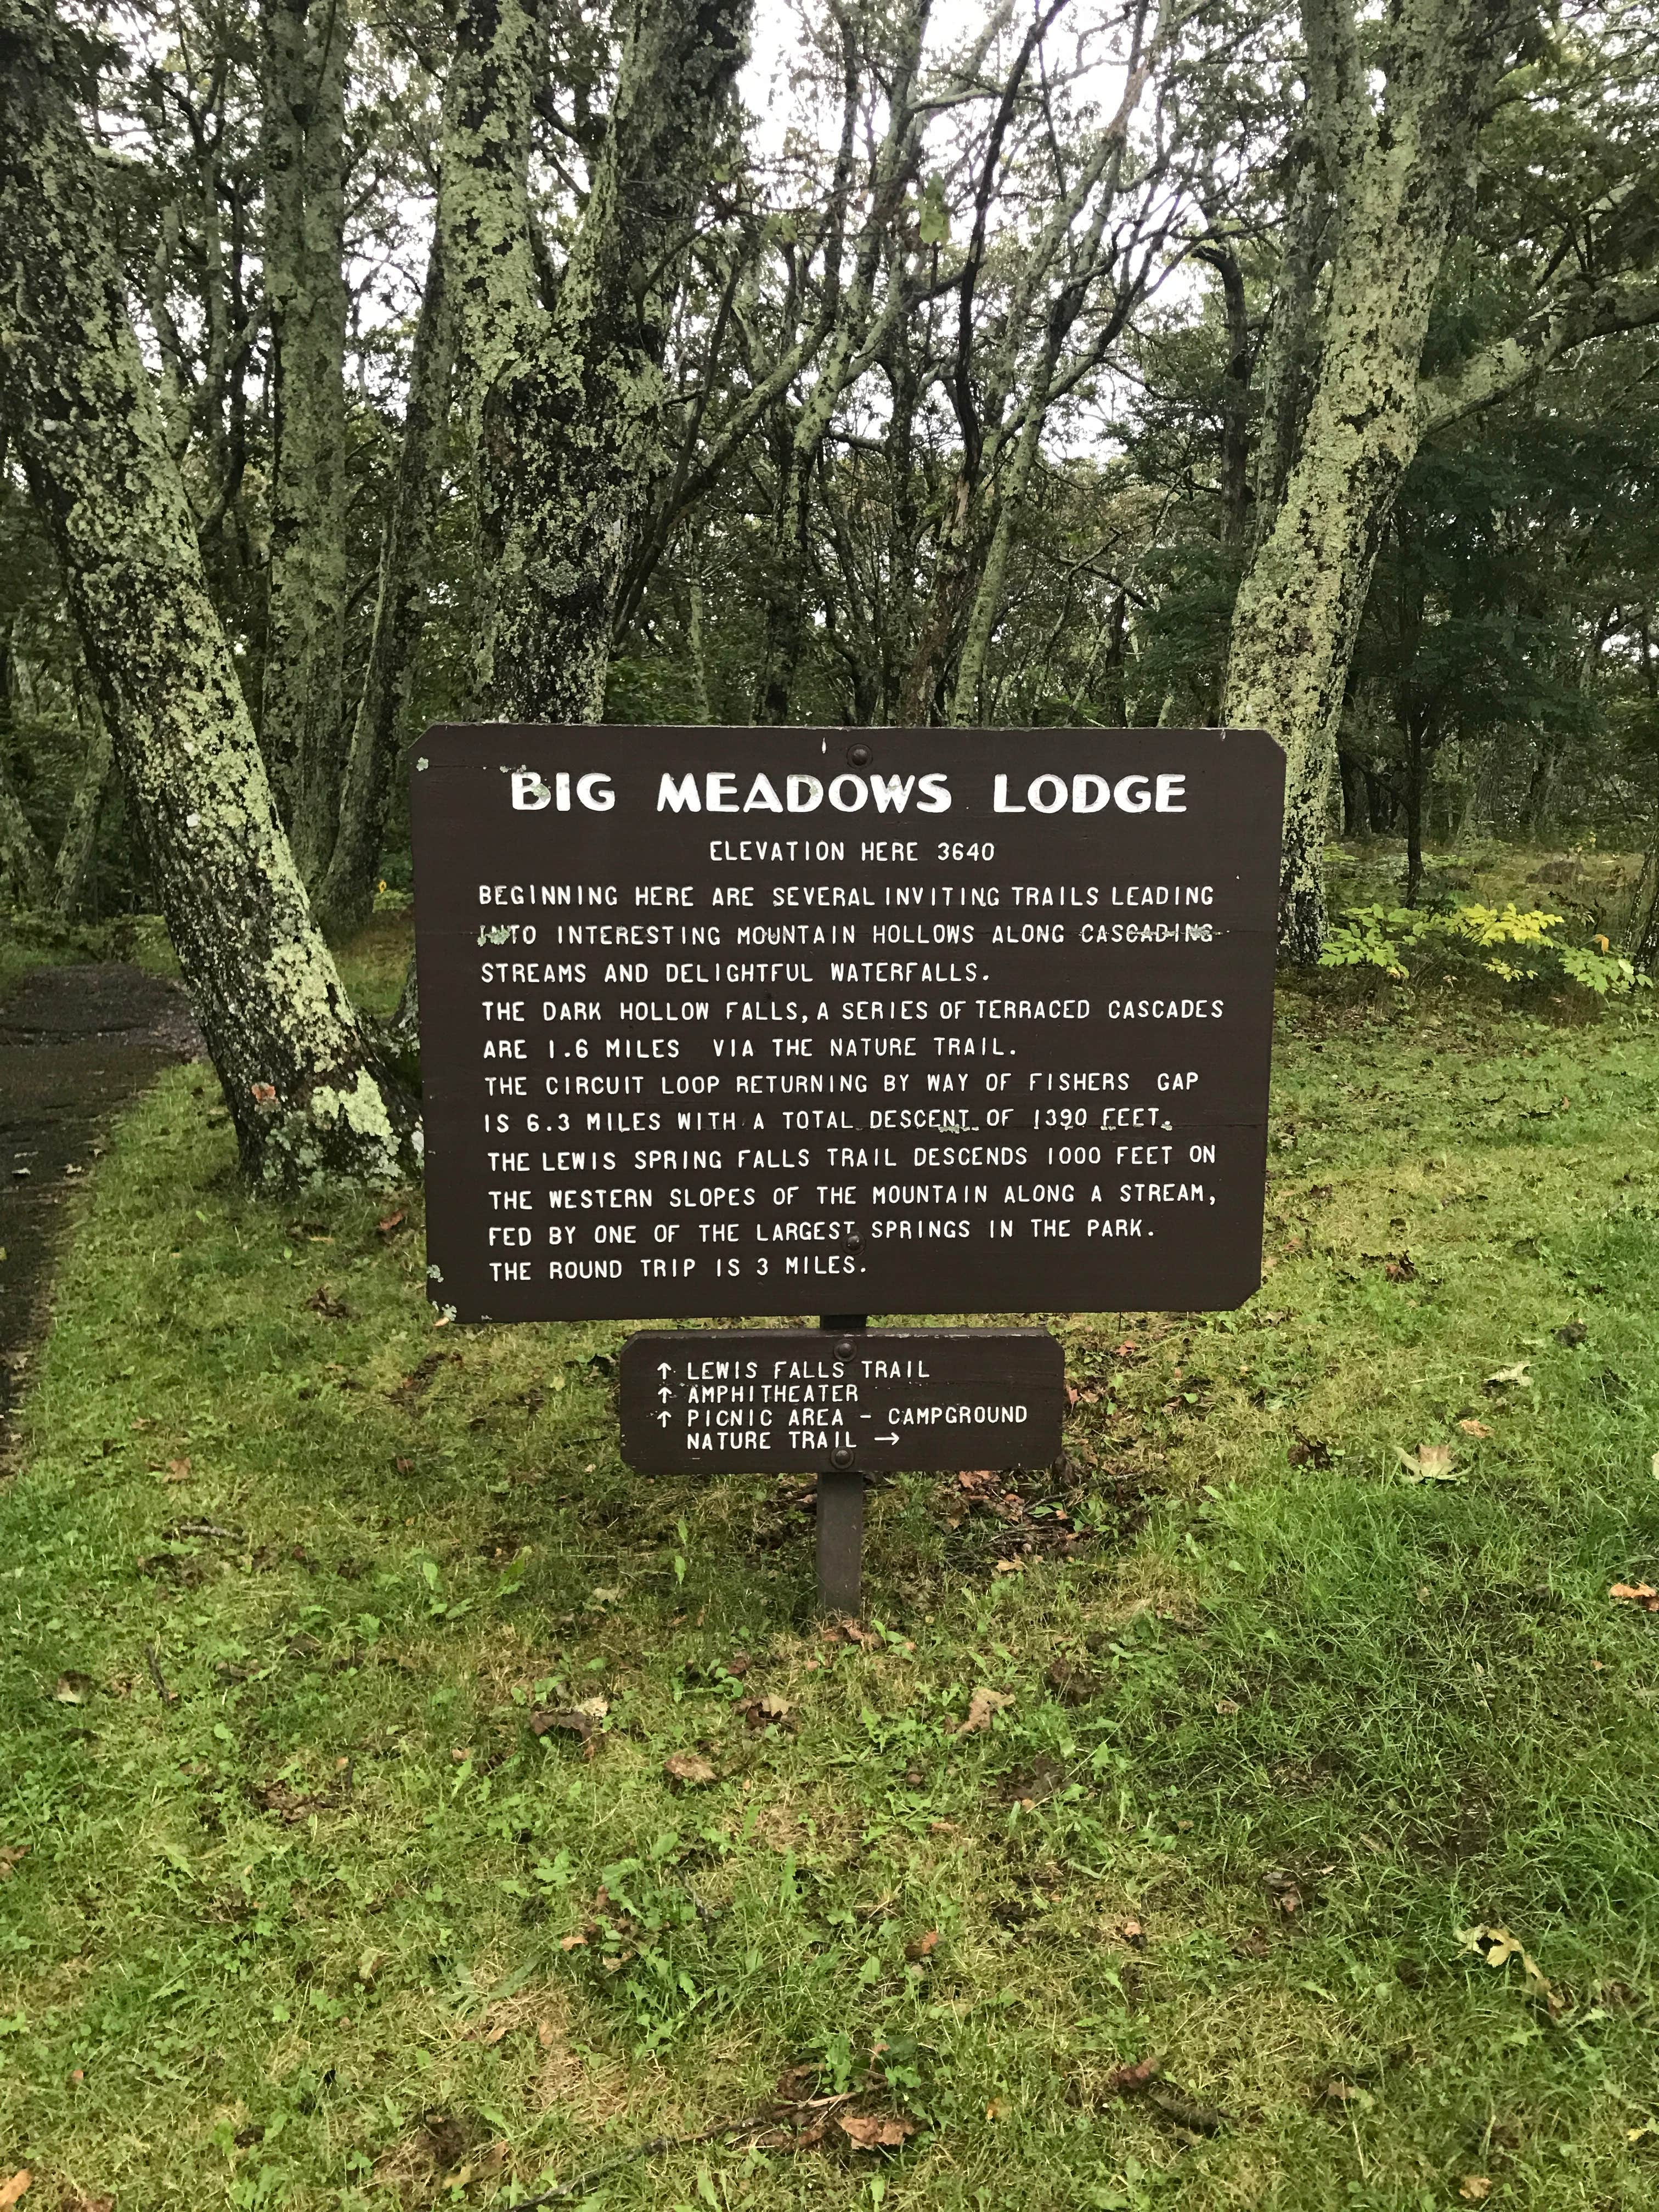 BIG MEADOWS LODGE
ELEVATION HERE 3640
BEGINNING HERE ARE SEVERAL INVITING TRAILS LEADING
INTO INTERESTING MOUNTAIN HOLLOWS ALONG CASCADING
STREAMS AND DELIGHTFUL WATERFALLS.
THE DARK HOLLOW FALLS, A SERIES OF TERRACED CASCADES
ARE 1.6 MILES VIA THE NATURE TRAIL.
THE CIRCUIT LOOP RETURNING BY WAY OF FISHERS GAP
IS 6.3 MILES WITH A TOTAL DESCENT OF 1390 FEET.
THE LEWIS SPRING FALLS TRAIL DESCENDS 1000 FEET ON
THE WESTERN SLOPES OF THE MOUNTAIN ALONG A STREAM,
FED BY ONE OF THE LARGEST SPRINGS IN THE PARK.
THE ROUND TRIP IS 3 MILES.
↑ LEWIS FALLS TRAIL
↑ AMPHITHEATER
↑ PICNIC AREA - CAMPGROUND
NATURE TRAIL →